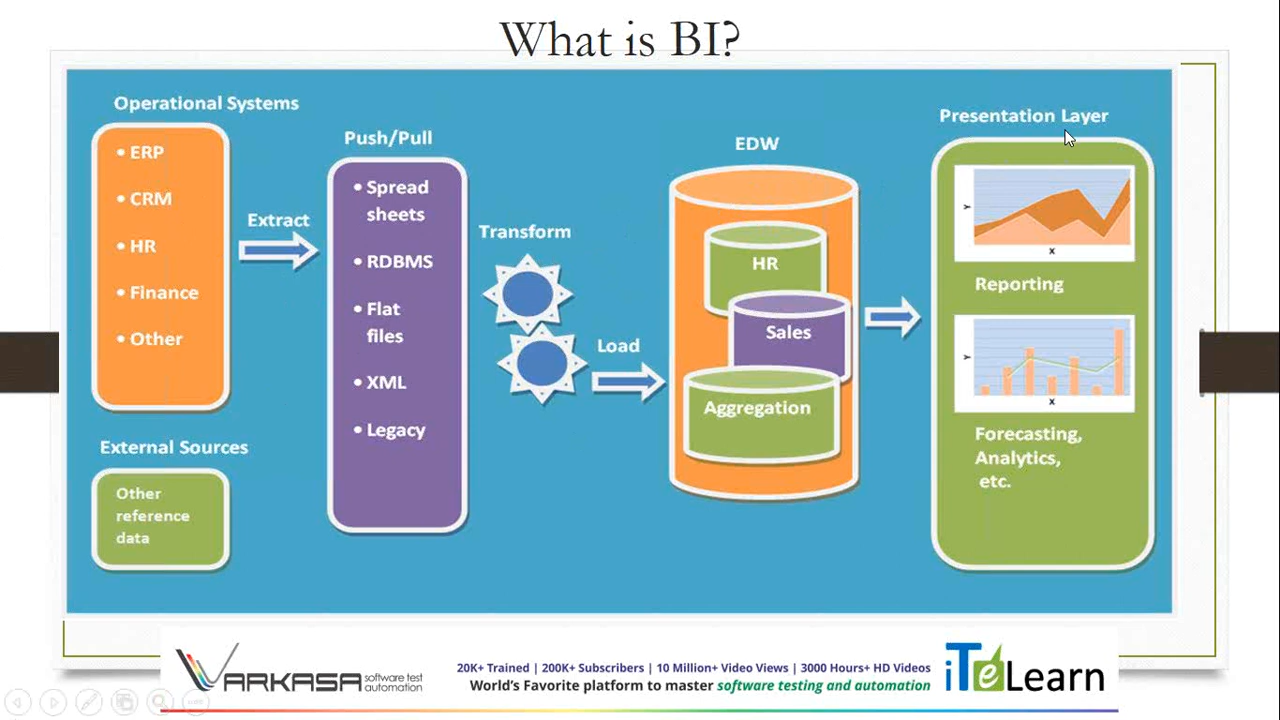 What is BI?
Operational Systems
• ERP
• CRM
• HR
• Finance
• Other
External Sources
Other
reference
data
Extract
Push/Pull
• Spread
sheets
• RDBMS
• Flat
files
• XML
• Legacy
Transform
Load
EDW
HR
Sales
Aggregation
Presentation Layer
Y
X
Reporting
Y
X
Forecasting,
Analytics,
etc.
VARKASA software test
automation
20K+ Trained | 200K+ Subscribers | 10 Million+ Video Views | 3000 Hours+ HD Videos
World's Favorite platform to master software testing and automation
iTeLearn